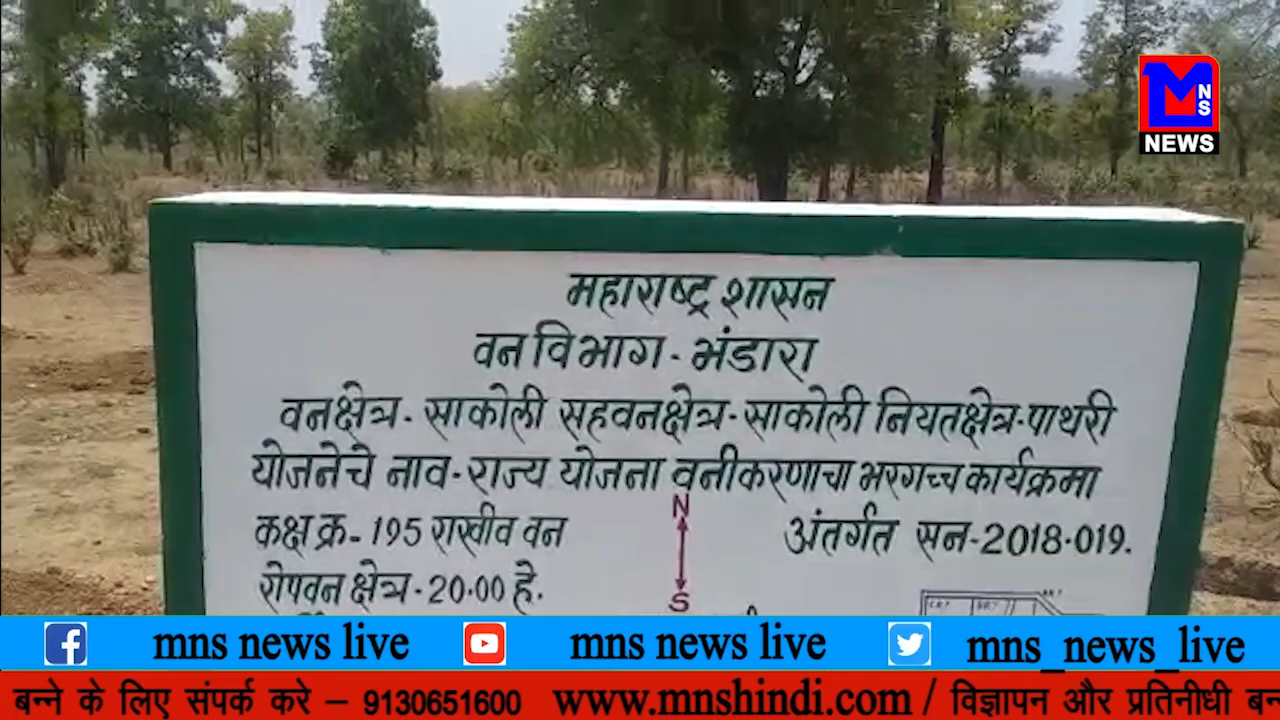 MNS
NEWS
महाराष्ट्र शासन
वन विभाग - भंडारा
वनक्षेत्र - साकोली सहवनक्षेत्र - साकोली नियतक्षेत्र - पाथरी
योजनेचे नाव - राज्य योजना वनीकरणाचा भरगच्च कार्यक्रमा
कक्ष क्र - 195 राखीव वन
अंतर्गत सन - 2018-019.
रोपवन क्षेत्र - 20.00 हे.
N
S
mns news live
mns news live
mns_news_live
बन्ने के लिए संपर्क करे – 9130651600 www.mnshindi.com / विज्ञापन और प्रतिनीधी बन